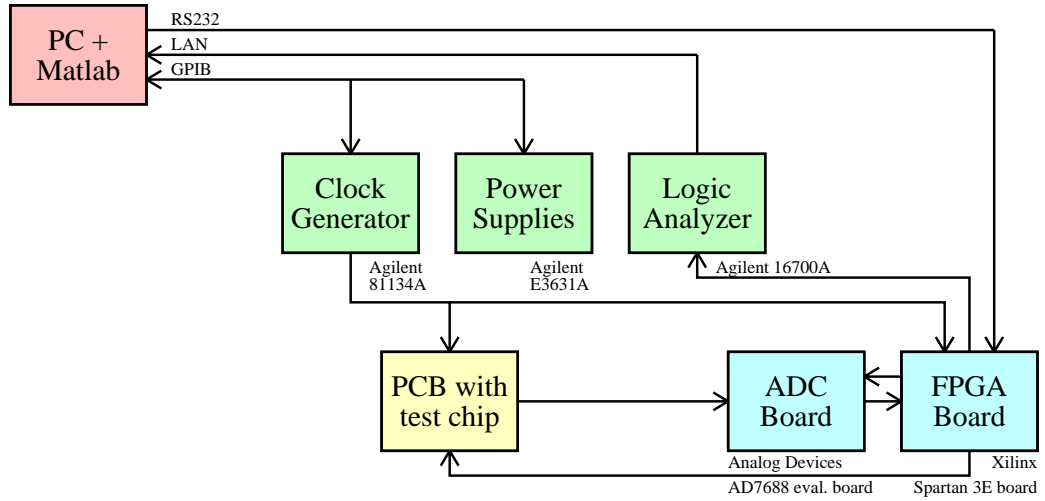 RS232
PC +
Matlab
LAN
GPIB
Clock
Generator
Power
Supplies
Logic
Analyzer
Agilent
81134A
Agilent
E3631A
Agilent 16700A
PCB with
test chip
ADC
Board
FPGA
Board
Analog Devices
AD7688 eval. board
Xilinx
Spartan 3E board